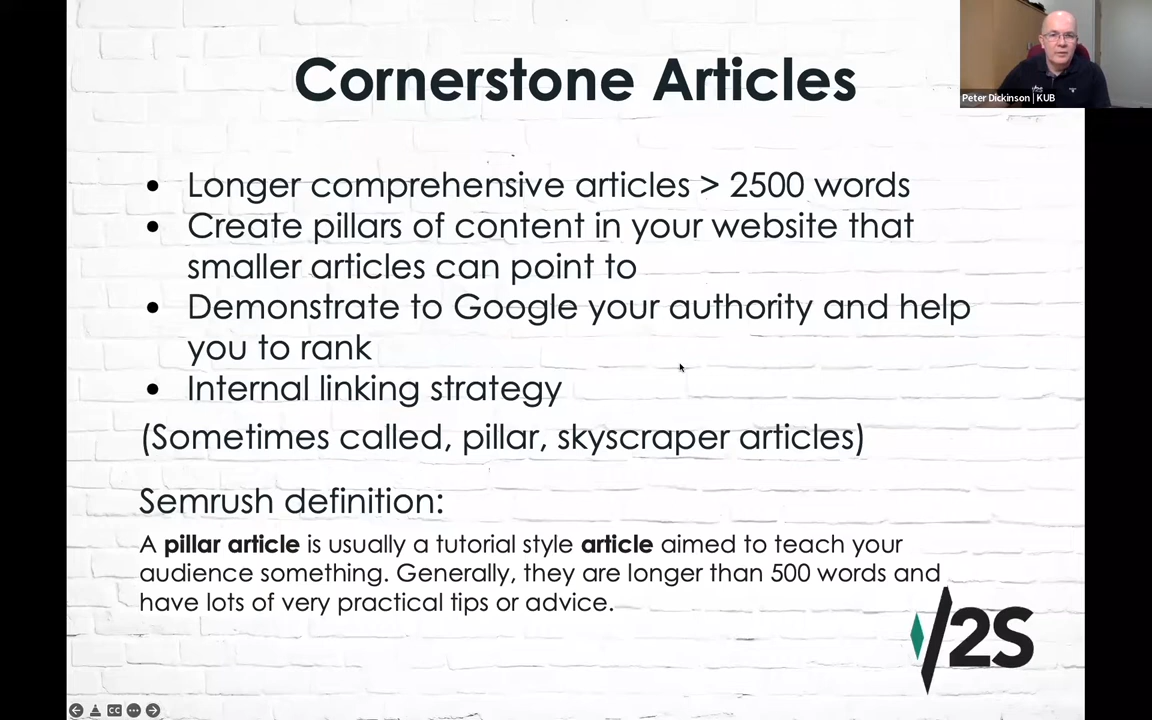 Cornerstone Articles
Peter Dickinson | KUB
• Longer comprehensive articles > 2500 words
• Create pillars of content in your website that
smaller articles can point to
• Demonstrate to Google your authority and help
you to rank
• Internal linking strategy
(Sometimes called, pillar, skyscraper articles)
Semrush definition:
A pillar article is usually a tutorial style article aimed to teach your
audience something. Generally, they are longer than 500 words and
have lots of very practical tips or advice.
/2S
CC